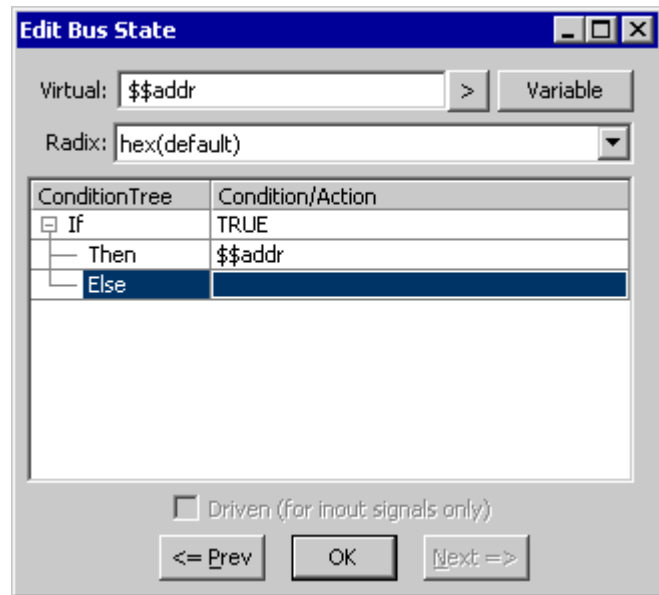 Edit Bus State
Virtual: $$addr > Variable
Radix: hex(default)
ConditionTree Condition/Action
If TRUE
Then $$addr
Else
Driven (for inout signals only)
<= Prev OK Next =>